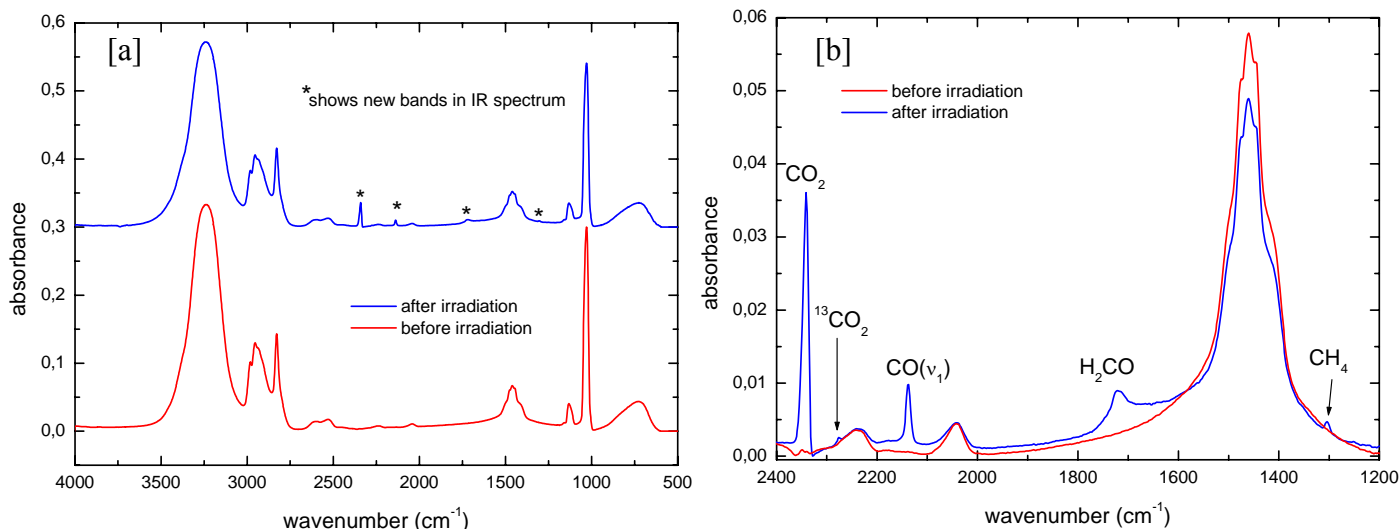 [a]
*shows new bands in IR spectrum
* * * *
after irradiation
before irradiation
absorbance
0,6
0,5
0,4
0,3
0,2
0,1
0,0
4000 3500 3000 2500 2000 1500 1000 500
wavenumber (cm⁻¹)
[b]
before irradiation
after irradiation
CO₂
¹³CO₂
CO(ν₁)
H₂CO
CH₄
absorbance
0,06
0,05
0,04
0,03
0,02
0,01
0,00
2400 2200 2000 1800 1600 1400 1200
wavenumber (cm⁻¹)